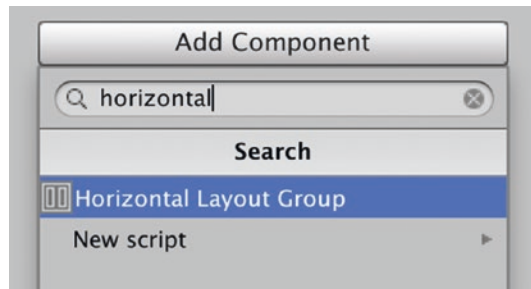 Add Component
horizontal
Search
Horizontal Layout Group
New script